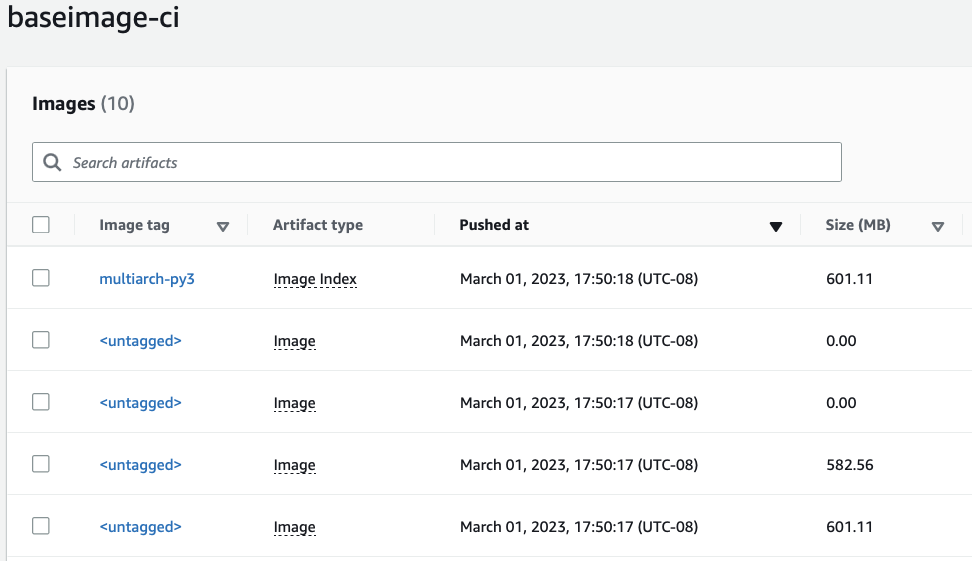 baseimage-ci
Images (10)
Search artifacts
Image tag Artifact type Pushed at Size (MB)
multiarch-py3 Image Index March 01, 2023, 17:50:18 (UTC-08) 601.11
<untagged> Image March 01, 2023, 17:50:18 (UTC-08) 0.00
<untagged> Image March 01, 2023, 17:50:17 (UTC-08) 0.00
<untagged> Image March 01, 2023, 17:50:17 (UTC-08) 582.56
<untagged> Image March 01, 2023, 17:50:17 (UTC-08) 601.11